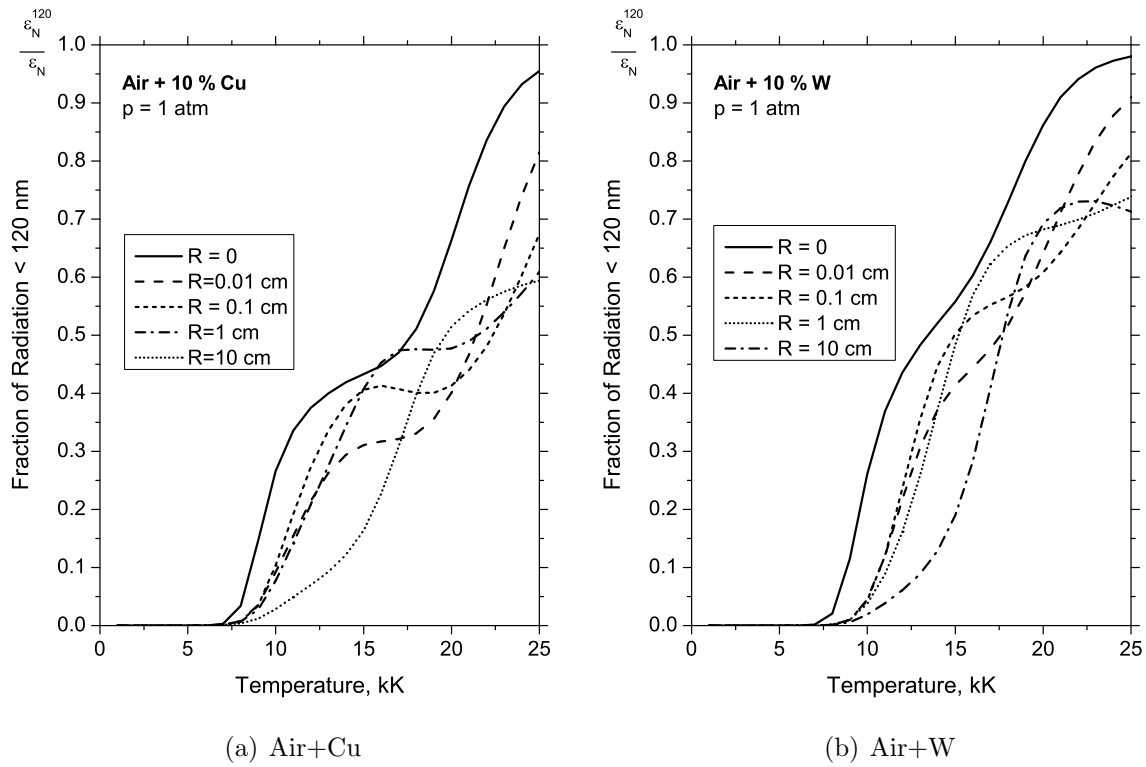 ε_N^120
ε_N
Fraction of Radiation < 120 nm
1.0
0.9
0.8
0.7
0.6
0.5
0.4
0.3
0.2
0.1
0.0
Air + 10 % Cu
p = 1 atm
R = 0
R=0.01 cm
R = 0.1 cm
R=1 cm
R=10 cm
0 5 10 15 20 25
Temperature, kK
(a) Air+Cu
ε_N^120
ε_N
Fraction of Radiation < 120 nm
1.0
0.9
0.8
0.7
0.6
0.5
0.4
0.3
0.2
0.1
0.0
Air + 10 % W
p = 1 atm
R = 0
R = 0.01 cm
R = 0.1 cm
R = 1 cm
R = 10 cm
0 5 10 15 20 25
Temperature, kK
(b) Air+W